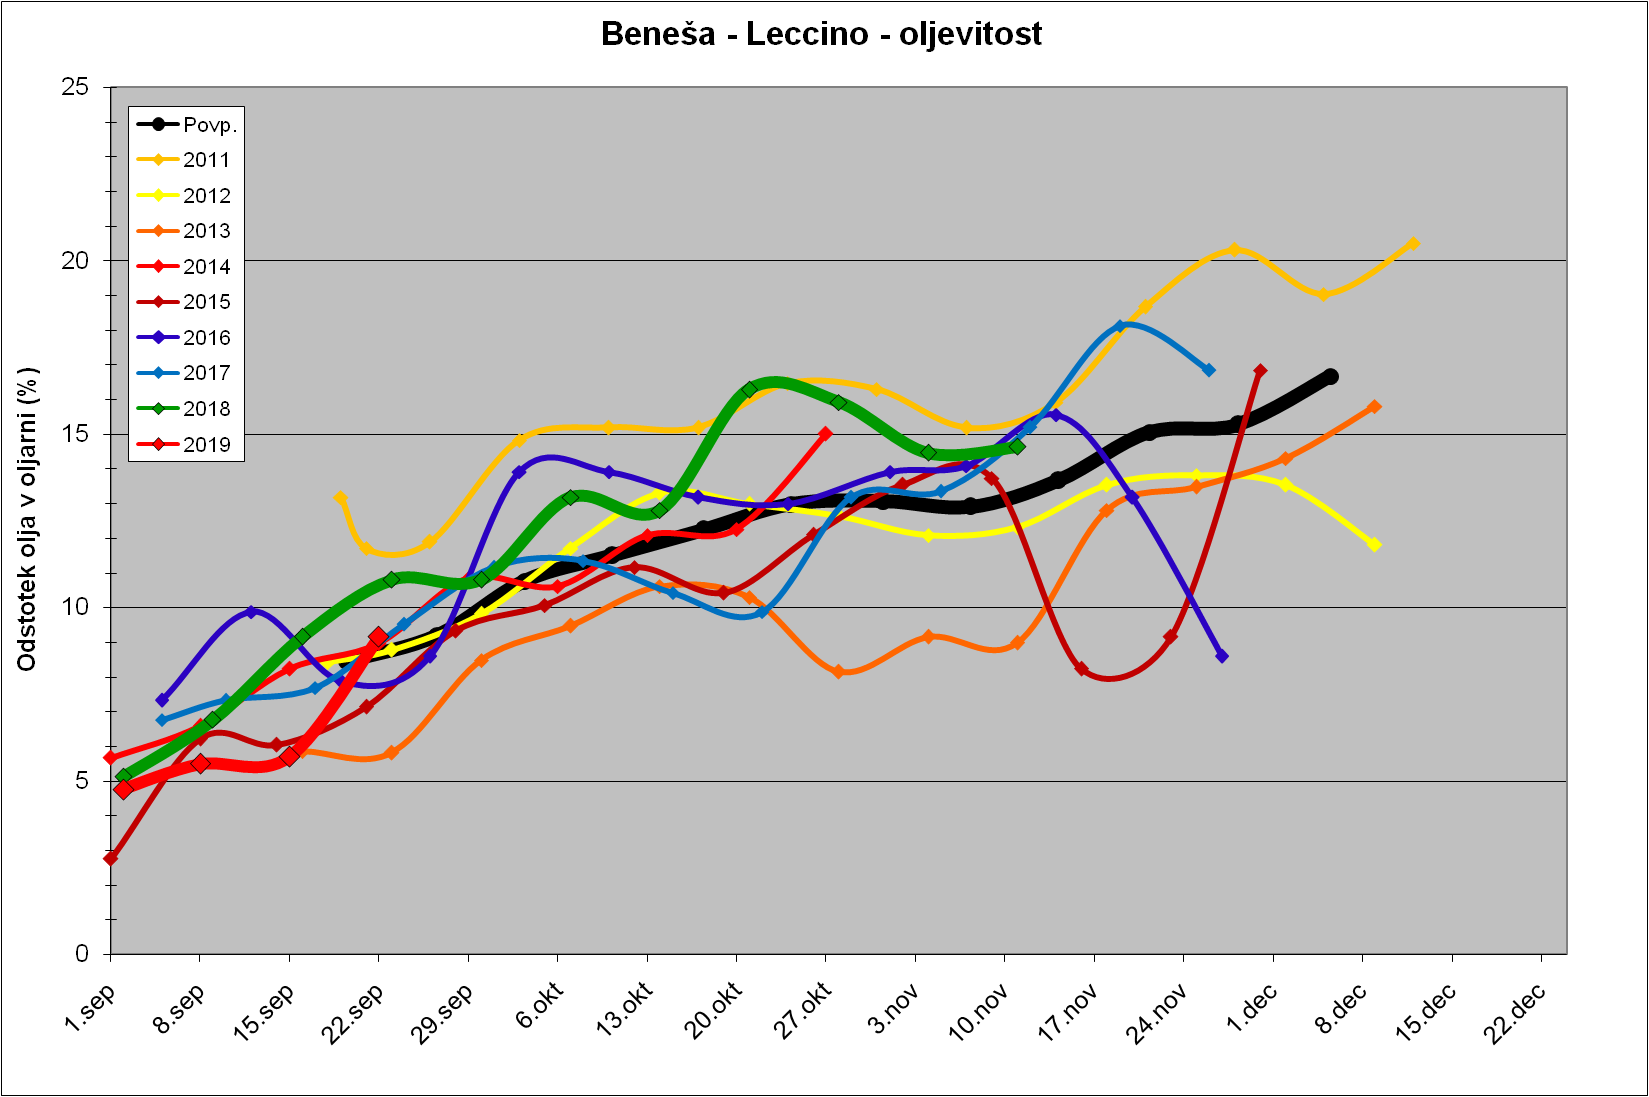 Beneša - Leccino - oljevitost
Odstotek olja v oljarni (%)
25
20
15
10
5
0
Povp.
2011
2012
2013
2014
2015
2016
2017
2018
2019
1.sep
8.sep
15.sep
22.sep
29.sep
6.okt
13.okt
20.okt
27.okt
3.nov
10.nov
17.nov
24.nov
1.dec
8.dec
15.dec
22.dec